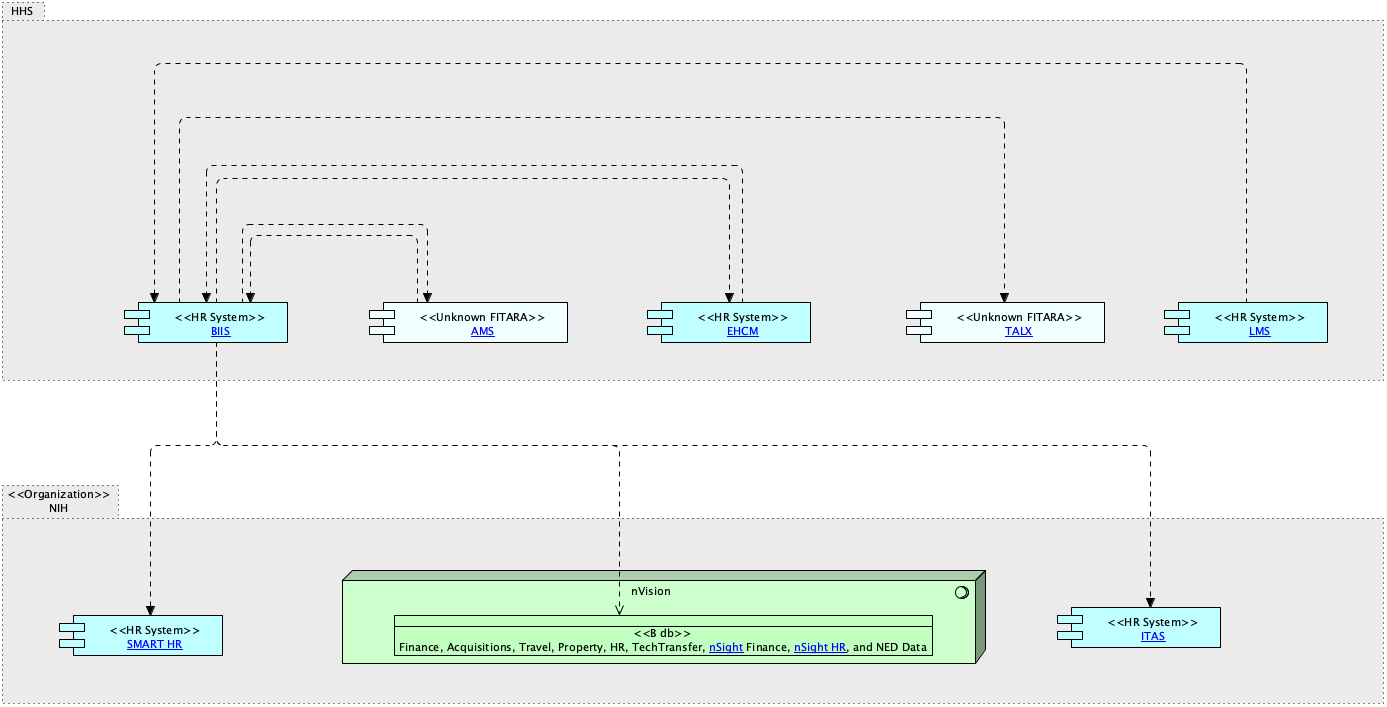 HHS
<<HR System>>
BIIS
<<Unknown FITARA>>
AMS
<<HR System>>
EHCM
<<Unknown FITARA>>
TALX
<<HR System>>
LMS
<<Organization>>
NIH
nVision
<<B db>>
Finance, Acquisitions, Travel, Property, HR, TechTransfer, nSight Finance, nSight HR, and NED Data
<<HR System>>
SMART HR
<<HR System>>
ITAS